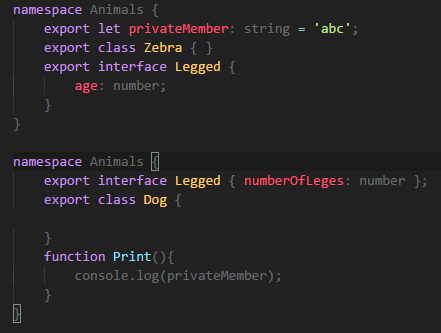 namespace Animals {
export let privateMember: string = 'abc';
export class Zebra { }
export interface Legged {
age: number;
}
}
namespace Animals {
export interface Legged { numberOfLeges: number };
export class Dog {
}
function Print(){
console.log(privateMember);
}
}